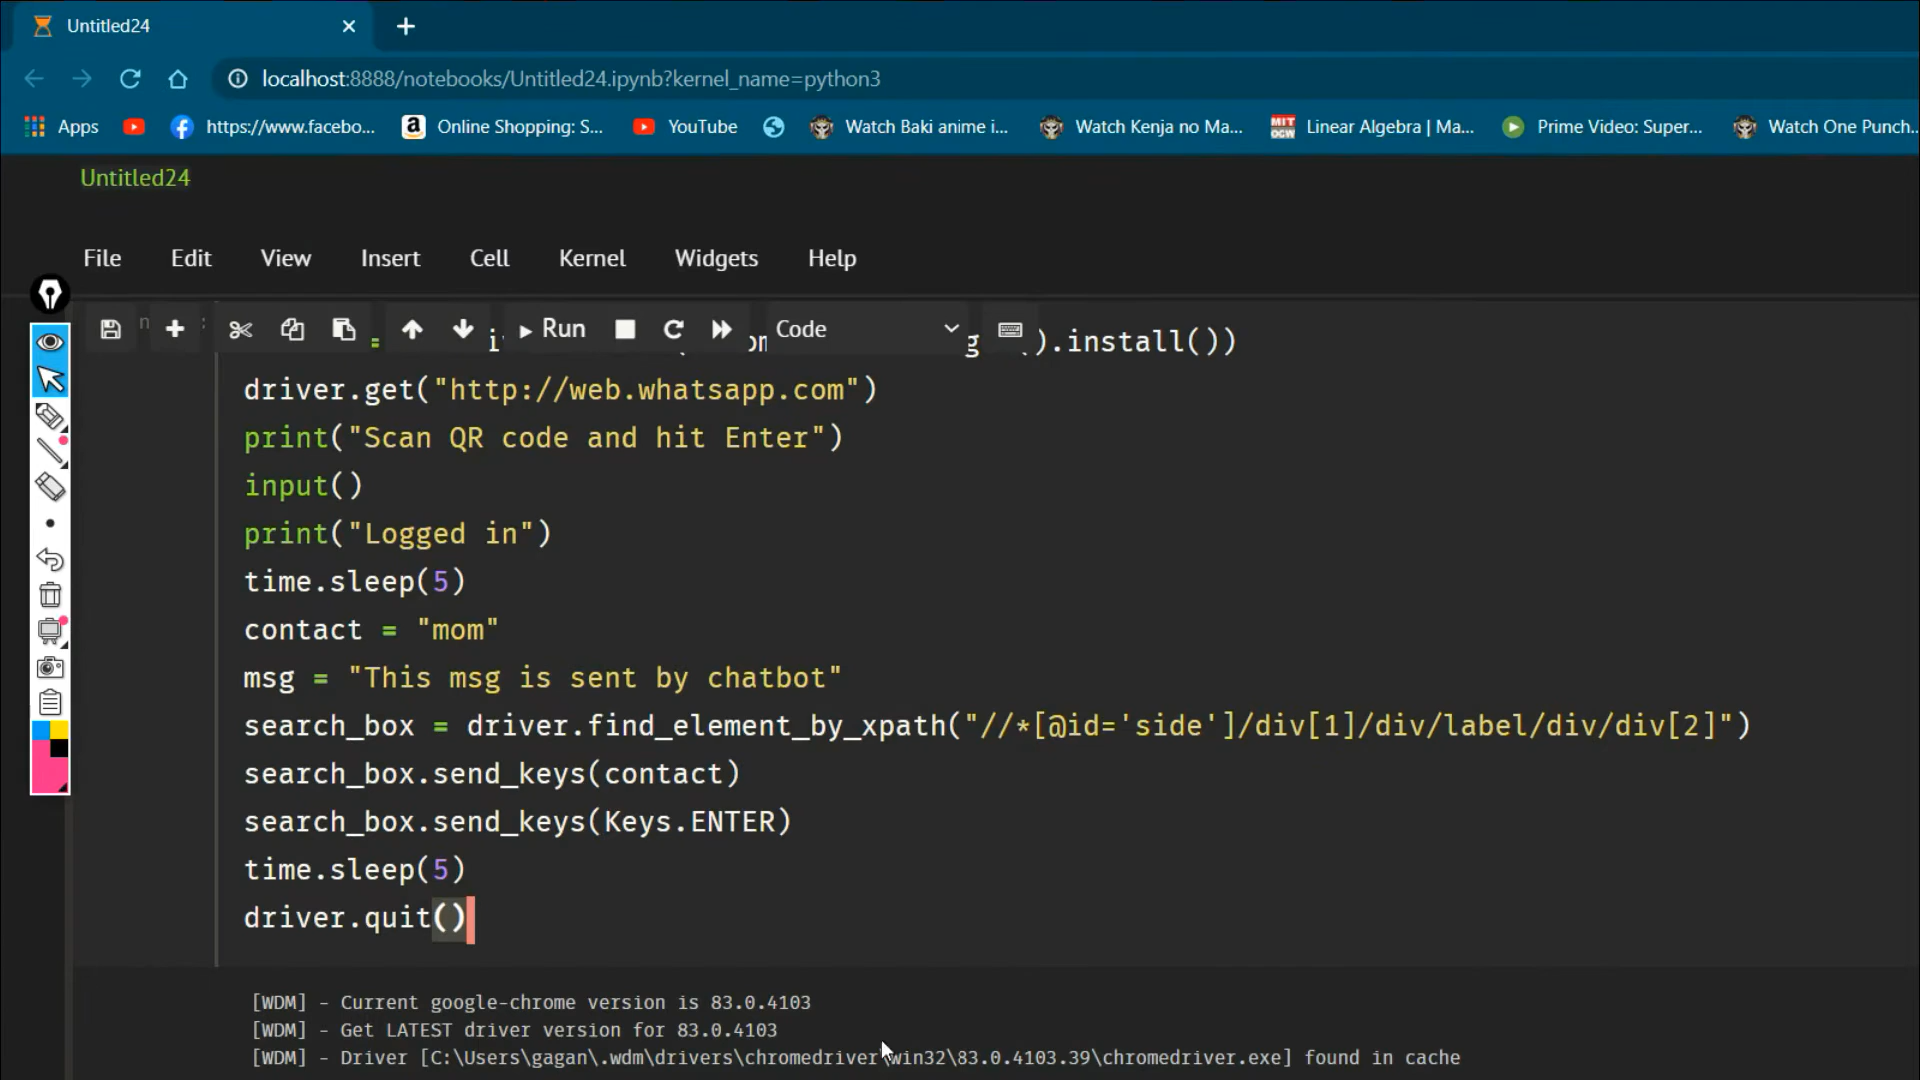 Untitled24
localhost:8888/notebooks/Untitled24.ipynb?kernel_name=python3
Apps https://www.facebo... Online Shopping: S... YouTube Watch Baki anime i... Watch Kenja no Ma... MIT OCW Linear Algebra | Ma... Prime Video: Super... Watch One Punch...
Untitled24
File Edit View Insert Cell Kernel Widgets Help
Run Code
= ().install())
driver.get("http://web.whatsapp.com")
print("Scan QR code and hit Enter")
input()
print("Logged in")
time.sleep(5)
contact = "mom"
msg = "This msg is sent by chatbot"
search_box = driver.find_element_by_xpath("//*[@id='side']/div[1]/div/label/div/div[2]")
search_box.send_keys(contact)
search_box.send_keys(Keys.ENTER)
time.sleep(5)
driver.quit()
[WDM] - Current google-chrome version is 83.0.4103
[WDM] - Get LATEST driver version for 83.0.4103
[WDM] - Driver [C:\Users\gagan\.wdm\drivers\chromedriver\win32\83.0.4103.39\chromedriver.exe] found in cache